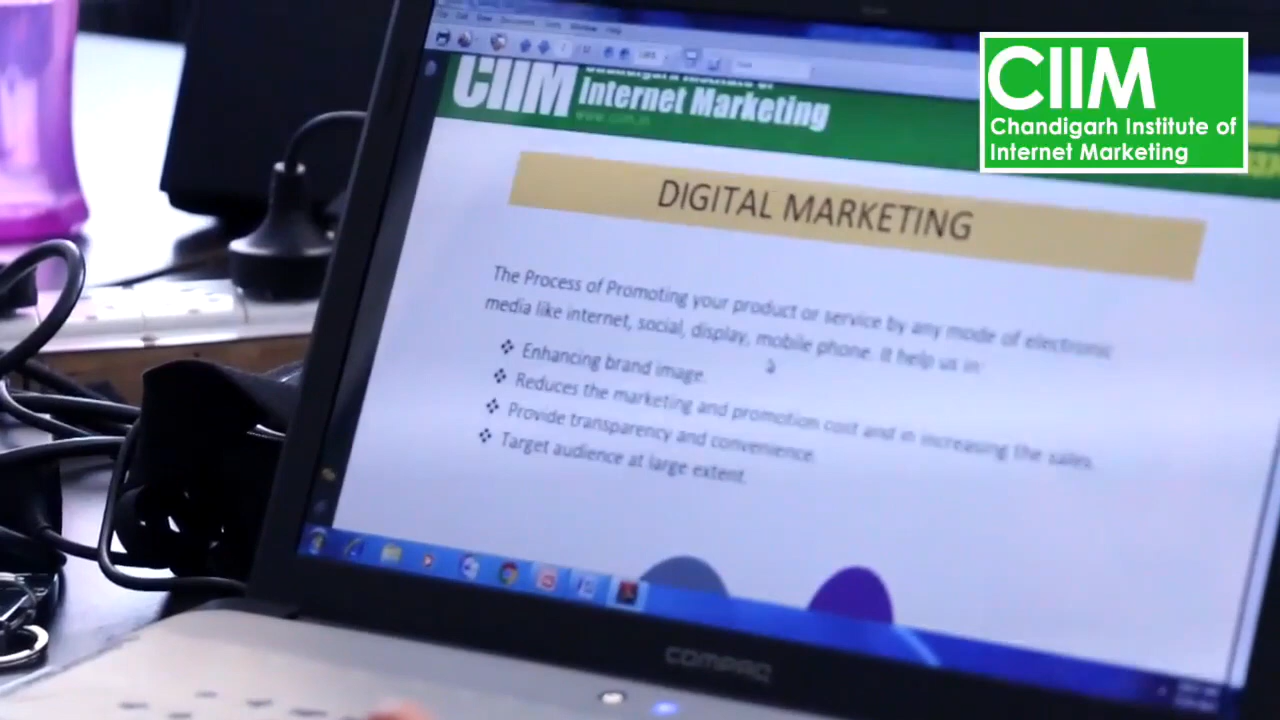 CIIM
Chandigarh Institute of
Internet Marketing
CIIM
Internet Marketing
DIGITAL MARKETING
The Process of Promoting your product or service by any mode of electronic
media like internet, social, display, mobile phone. It help us in:
Enhancing brand image.
Reduces the marketing and promotion cost and in increasing the sales.
Provide transparency and convenience.
Target audience at large extent.
COMPAQ